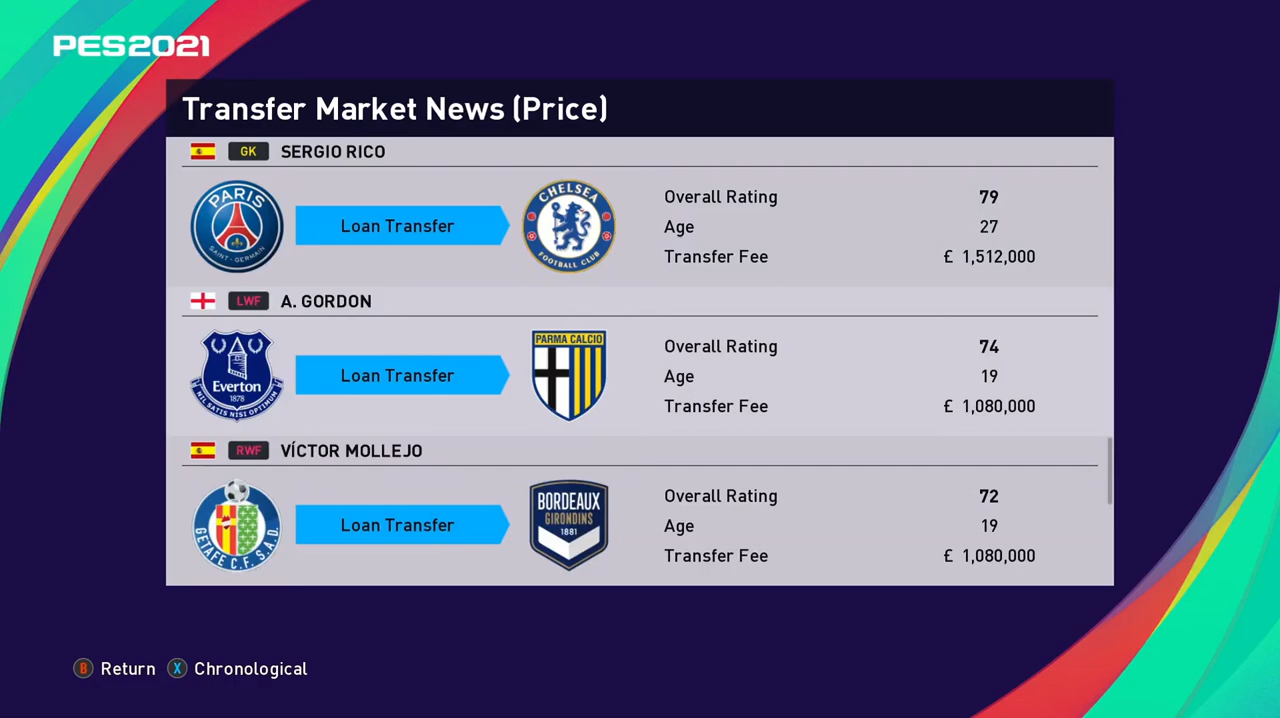 PES2021
Transfer Market News (Price)
GK SERGIO RICO
PARIS
SAINT-GERMAIN
Loan Transfer
CHELSEA
FOOTBALL CLUB
Overall Rating 79
Age 27
Transfer Fee £ 1,512,000
LWF A. GORDON
Everton
1878
NIL SATIS NISI OPTIMUM
Loan Transfer
PARMA CALCIO
Overall Rating 74
Age 19
Transfer Fee £ 1,080,000
RWF VÍCTOR MOLLEJO
GETAFE C.F. S.A.D.
Loan Transfer
BORDEAUX
GIRONDINS
1881
Overall Rating 72
Age 19
Transfer Fee £ 1,080,000
B Return X Chronological